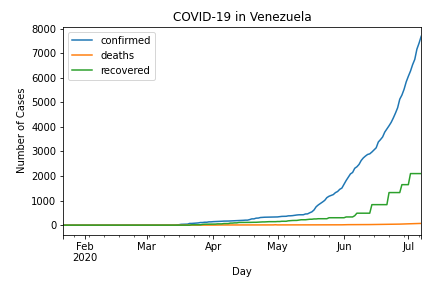 COVID-19 in Venezuela
8000
7000
6000
5000
4000
3000
2000
1000
0
Number of Cases
confirmed
deaths
recovered
Feb
2020
Mar
Apr
May
Jun
Jul
Day